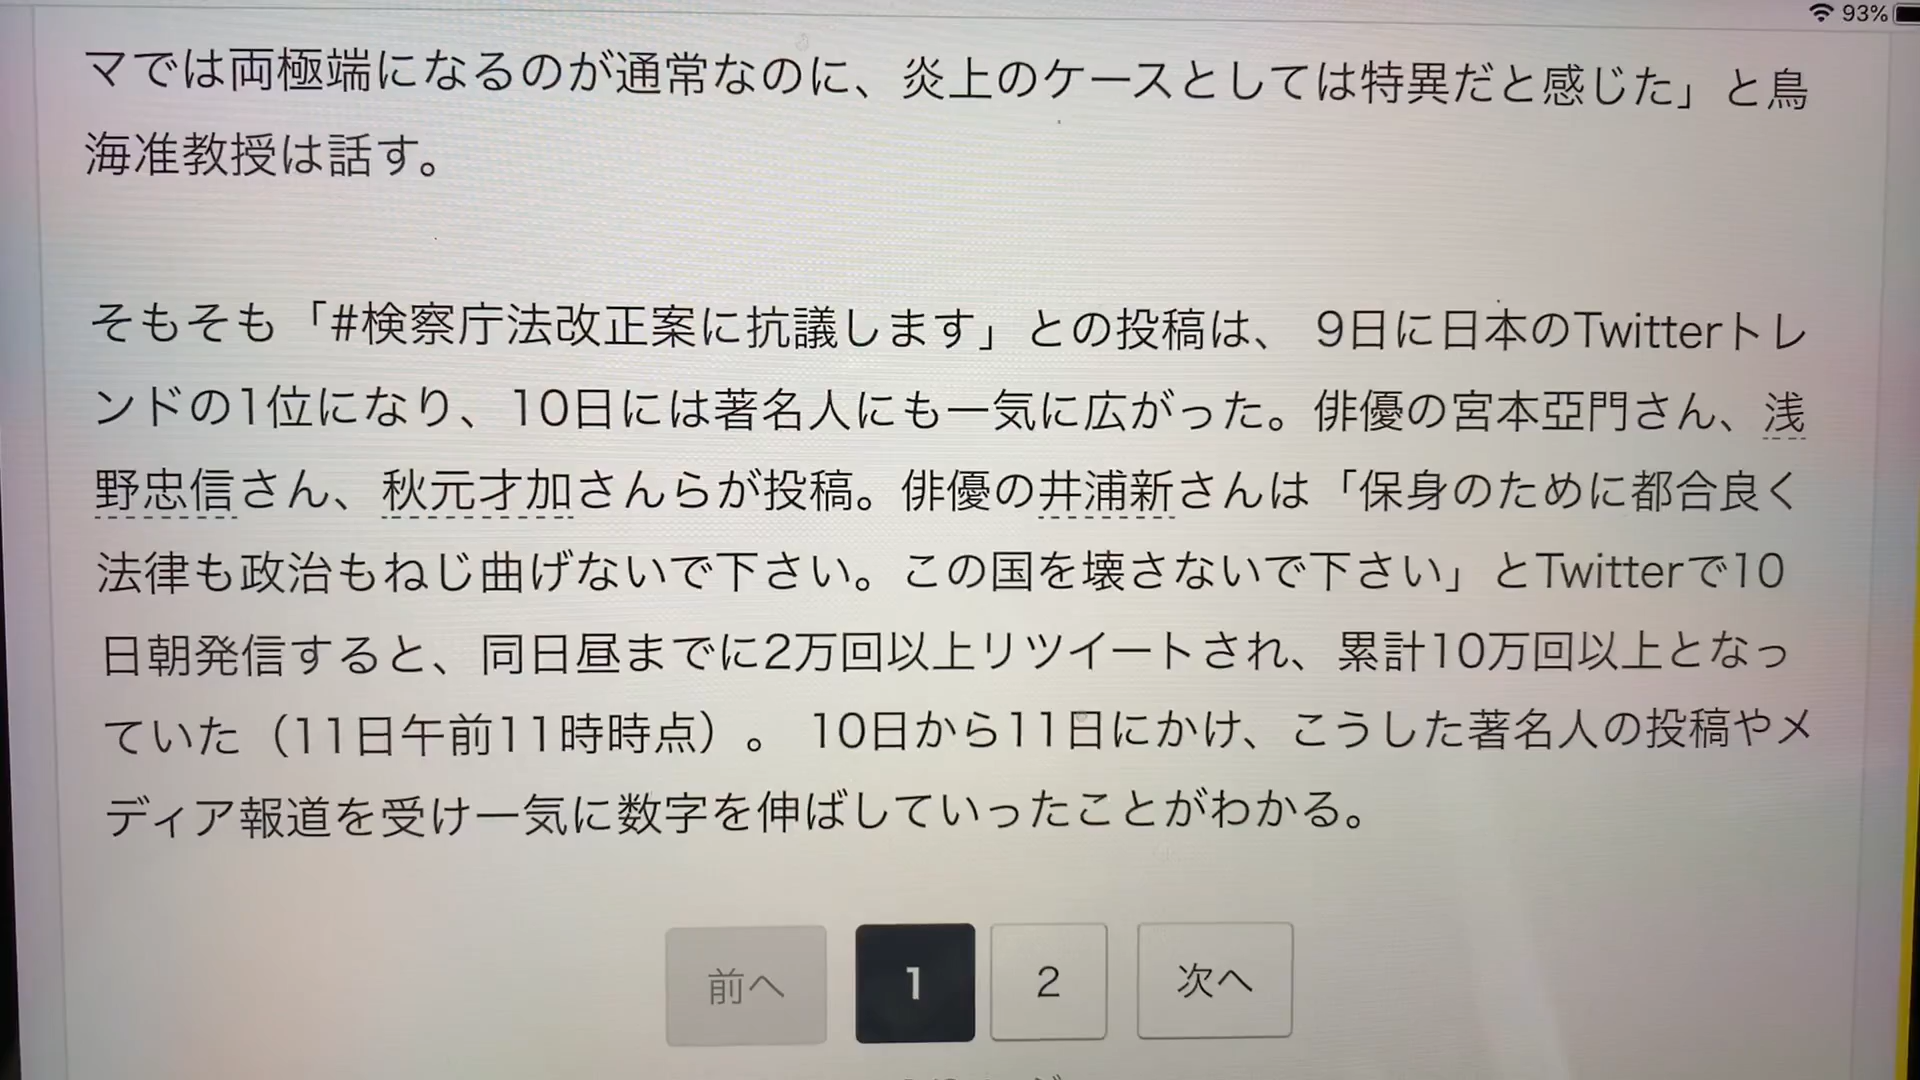 93%
マでは両極端になるのが通常なのに、炎上のケースとしては特異だと感じた」と鳥
海准教授は話す。
そもそも「#検察庁法改正案に抗議します」との投稿は、 9日に日本のTwitterトレ
ンドの1位になり、10日には著名人にも一気に広がった。俳優の宮本亞門さん、浅
野忠信さん、秋元才加さんらが投稿。俳優の井浦新さんは「保身のために都合良く
法律も政治もねじ曲げないで下さい。この国を壊さないで下さい」とTwitterで10
日朝発信すると、同日昼までに2万回以上リツイートされ、累計10万回以上となっ
ていた（11日午前11時時点）。 10日から11日にかけ、こうした著名人の投稿やメ
ディア報道を受け一気に数字を伸ばしていったことがわかる。
前へ 1 2 次へ